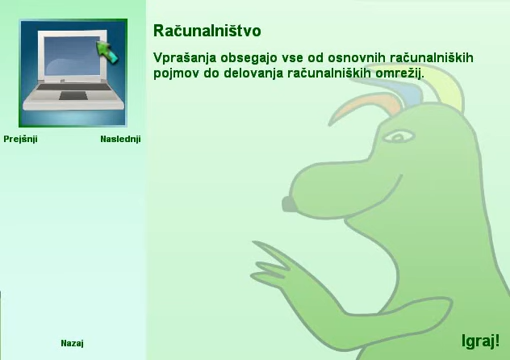 Računalništvo
Vprašanja obsegajo vse od osnovnih računalniških
pojmov do delovanja računalniških omrežij.
Prejšnji
Naslednji
Nazaj
Igraj!